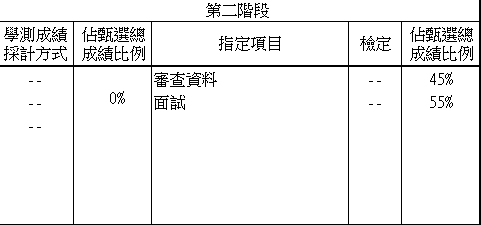 第二階段
學測成績採計方式 佔甄選總成績比例 指定項目 檢定 佔甄選總成績比例
-- 審查資料 -- 45%
-- 0% 面試 -- 55%
--